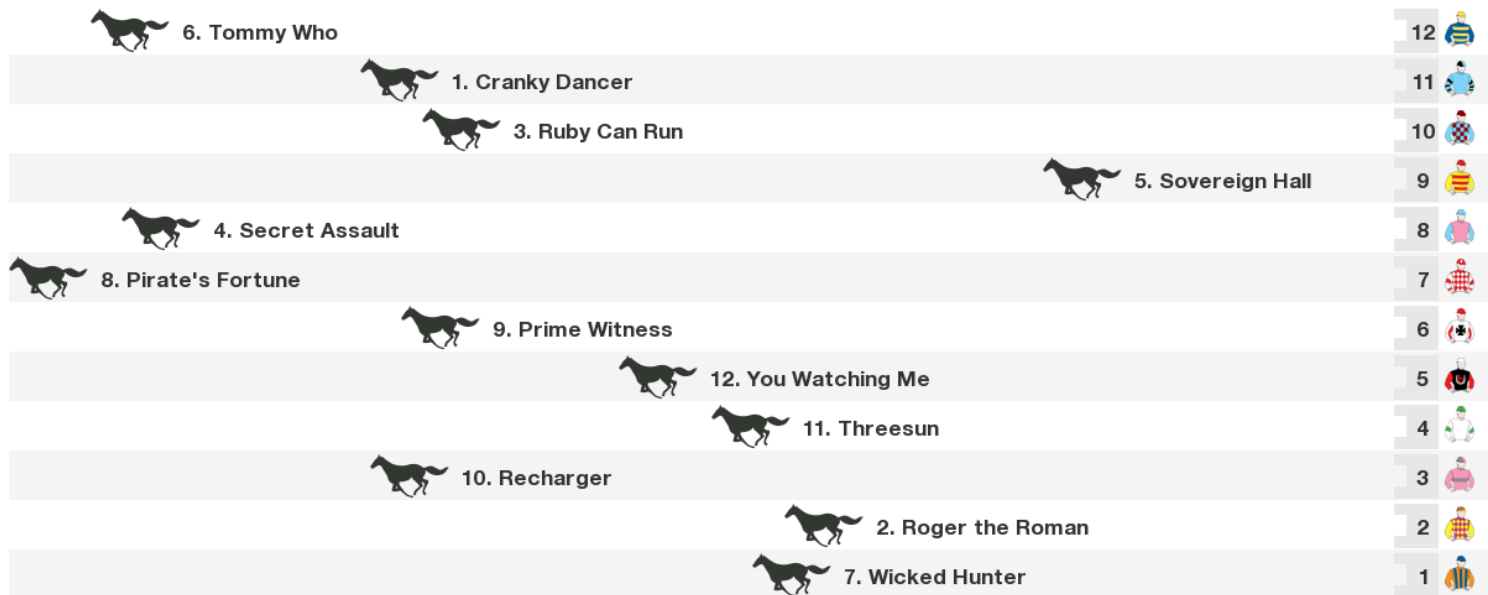 6. Tommy Who 12
1. Cranky Dancer 11
3. Ruby Can Run 10
5. Sovereign Hall 9
4. Secret Assault 8
8. Pirate's Fortune 7
9. Prime Witness 6
12. You Watching Me 5
11. Threesun 4
10. Recharger 3
2. Roger the Roman 2
7. Wicked Hunter 1